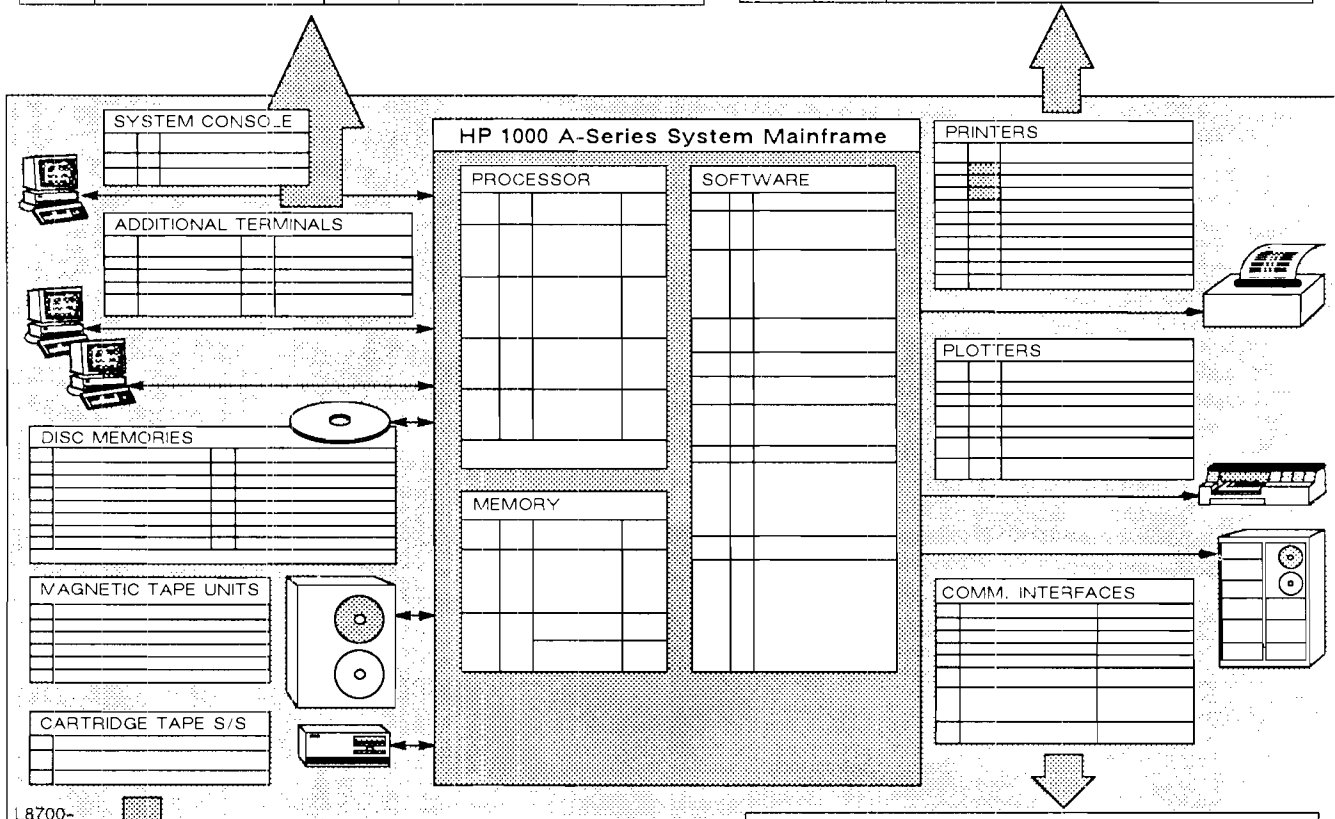 SYSTEM CONSOLE
ADDITIONAL TERMINALS
DISC MEMORIES
MAGNETIC TAPE UNITS
CARTRIDGE TAPE S/S
HP 1000 A-Series System Mainframe
PROCESSOR
MEMORY
SOFTWARE
PRINTERS
PLOTTERS
COMM. INTERFACES
L8700-